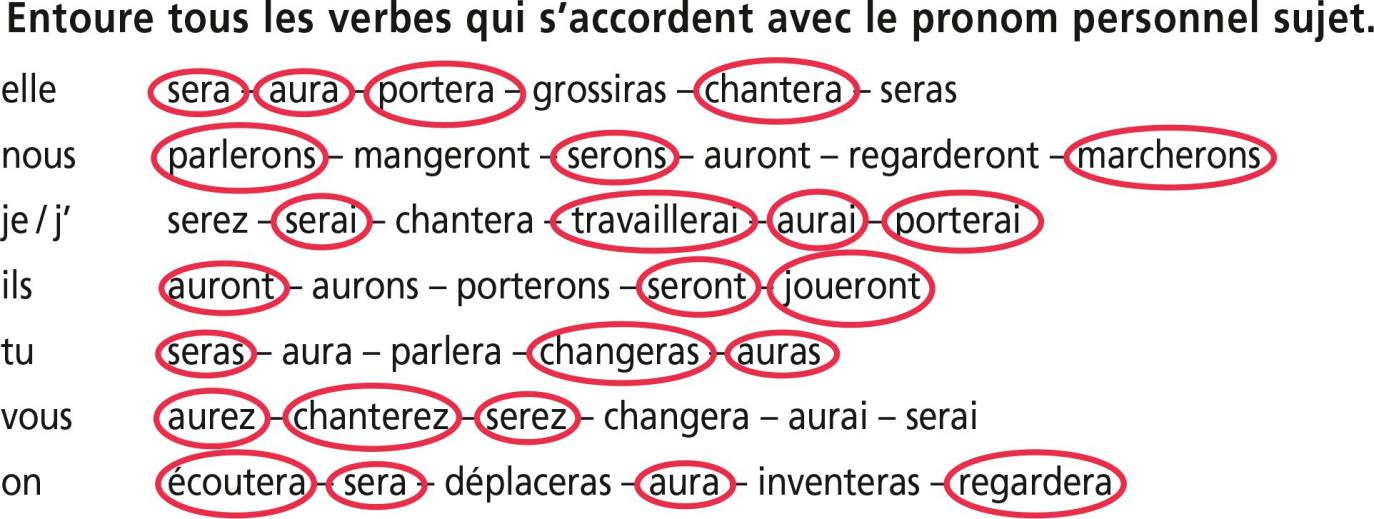 Entoure tous les verbes qui s’accordent avec le pronom personnel sujet.
elle sera – aura – portera – grossiras – chantera – seras
nous parlerons – mangeront – serons – auront – regarderont – marcherons
je / j’ serez – serai – chantera – travaillerai – aurai – porterai
ils auront – aurons – porterons – seront – joueront
tu seras – aura – parlera – changeras – auras
vous aurez – chanterez – serez – changera – aurai – serai
on écoutera – sera – déplaceras – aura – inventeras – regardera